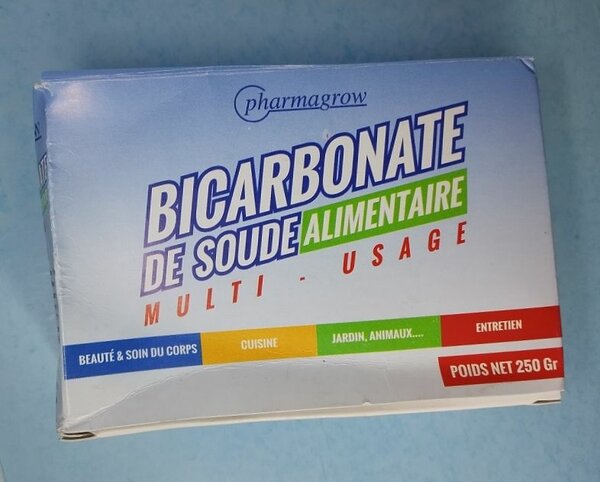 pharmagrow
BICARBONATE
DE SOUDE ALIMENTAIRE
MULTI - USAGE
BEAUTÉ & SOIN DU CORPS CUISINE JARDIN, ANIMAUX.... ENTRETIEN
POIDS NET 250 Gr